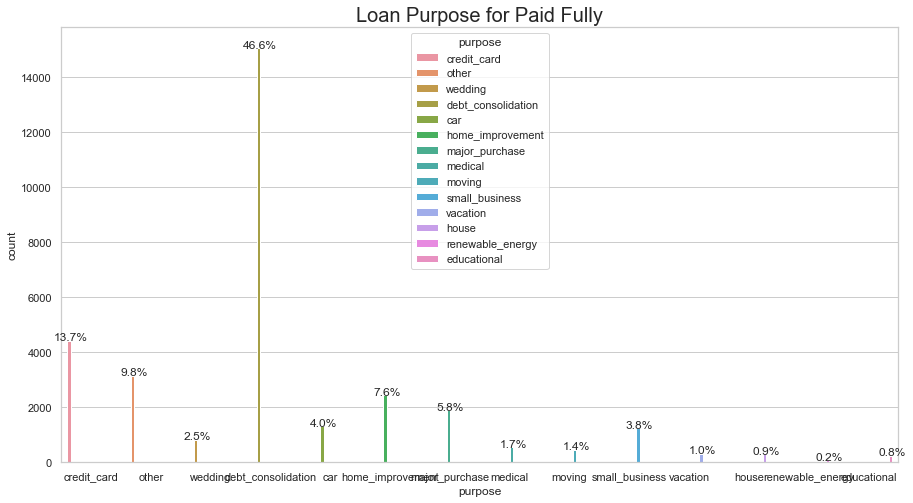 Loan Purpose for Paid Fully
purpose
credit_card
other
wedding
debt_consolidation
car
home_improvement
major_purchase
medical
moving
small_business
vacation
house
renewable_energy
educational
count
14000
12000
10000
8000
6000
4000
2000
0
13.7%
9.8%
2.5%
46.6%
4.0%
7.6%
5.8%
1.7%
1.4%
3.8%
1.0%
0.9%
0.2%
0.8%
credit_card
other
wedding
debt_consolidation
car
home_improvement
major_purchase
medical
moving
small_business
vacation
house
renewable_energy
educational
purpose